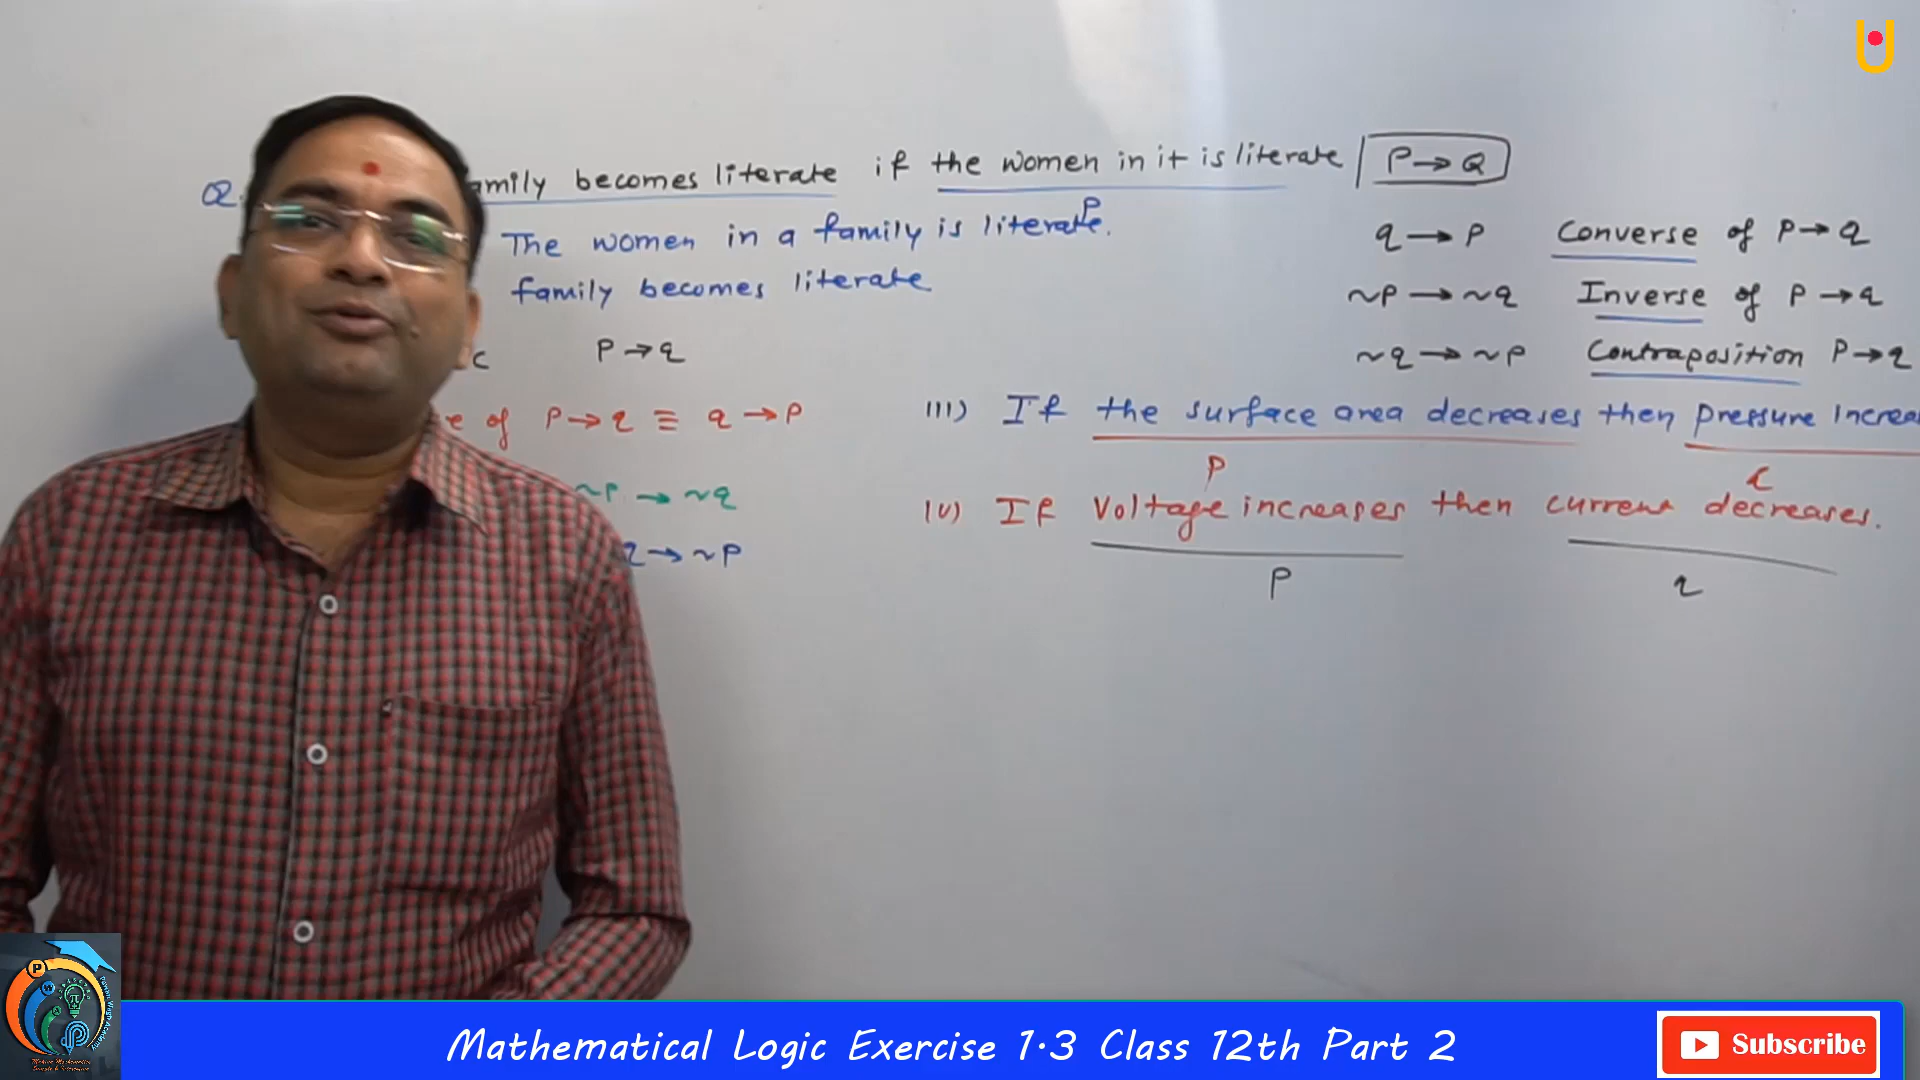 Q. amily becomes literate if the women in it is literate P→Q
The women in a family is literate. P
family becomes literate
c P→q
e of P→q ≡ q→P
~P → ~q
q → ~P
q → P Converse of P→q
~P → ~q Inverse of P→q
~q → ~P Contraposition P→q
III) If the surface area decreases then pressure increa
P q
IV) If Voltage increases then current decreases.
P q
Mathematical Logic Exercise 1.3 Class 12th Part 2
Subscribe